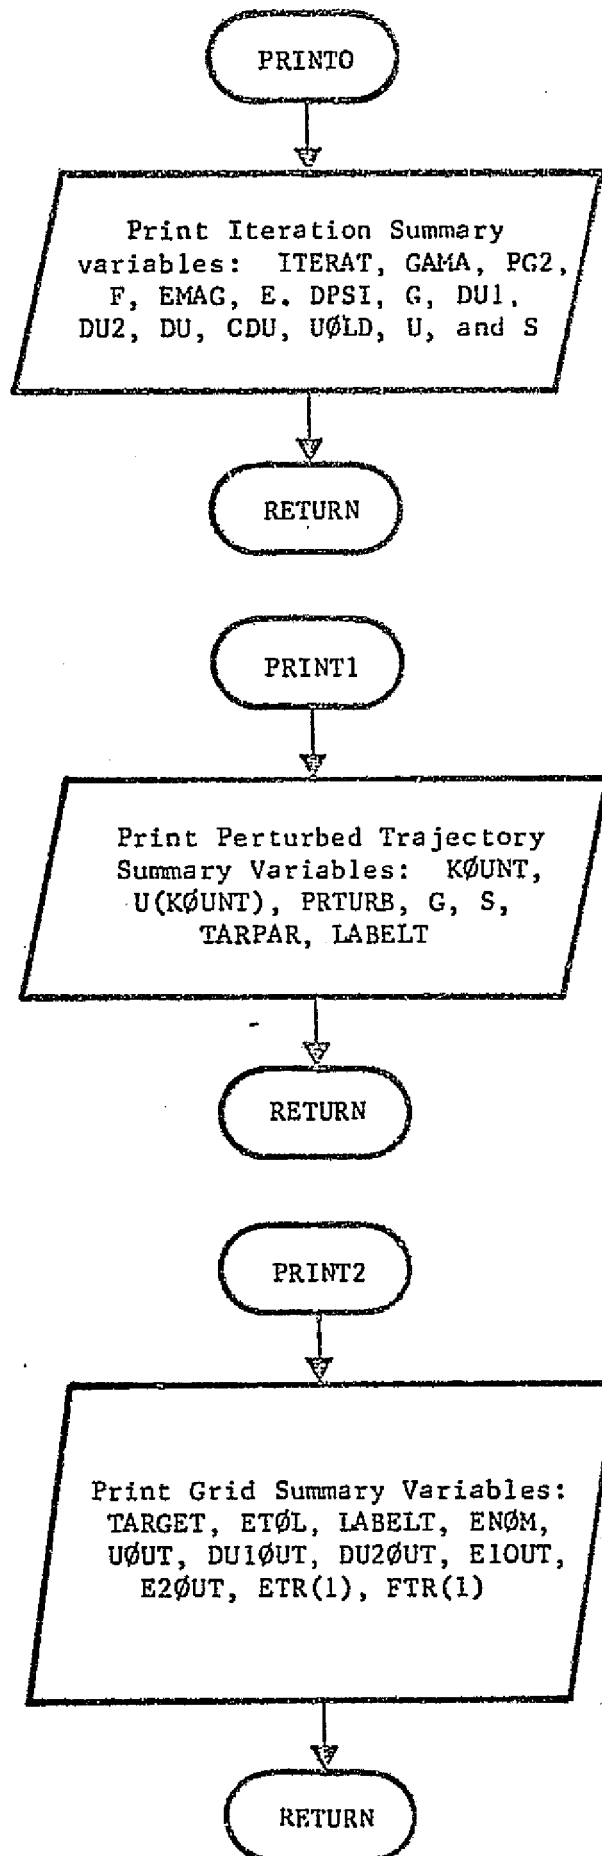 PRINTO
Print Iteration Summary
variables: ITERAT, GAMA, PG2,
F, EMAG, E. DPSI, G, DU1,
DU2, DU, CDU, UØLD, U, and S
RETURN
PRINT1
Print Perturbed Trajectory
Summary Variables: KØUNT,
U(KØUNT), PRTURB, G, S,
TARPAR, LABELT
RETURN
PRINT2
Print Grid Summary Variables:
TARGET, ETØL, LABELT, ENØM,
UØUT, DU1ØUT, DU2ØUT, E1OUT,
E2ØUT, ETR(1), FTR(1)
RETURN